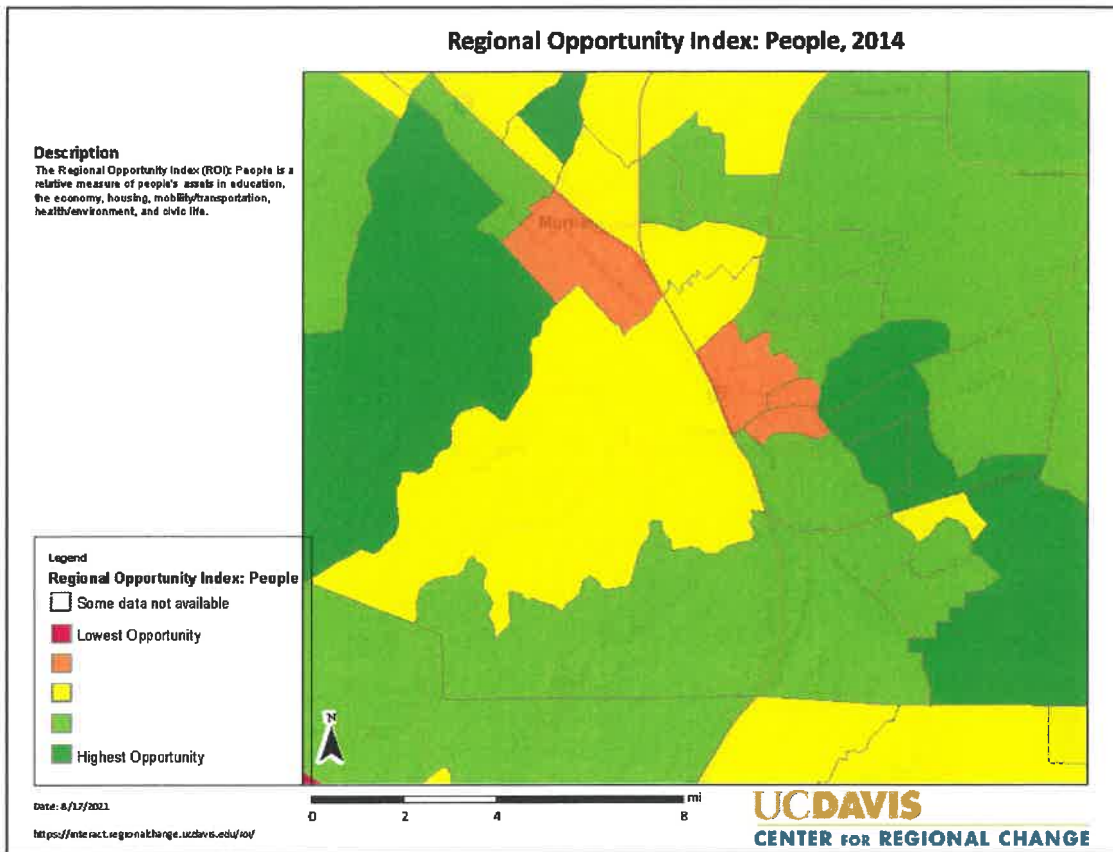 Regional Opportunity Index: People, 2014
Description
The Regional Opportunity Index (ROI): People is a
relative measure of people's assets in education,
the economy, housing, mobility/transportation,
health/environment, and civic life.
Legend
Regional Opportunity Index: People
Some data not available
Lowest Opportunity
Highest Opportunity
N
Date: 8/17/2021
https://interact.regionalchange.ucdavis.edu/roi/
0 2 4 8 mi
UCDAVIS
CENTER FOR REGIONAL CHANGE